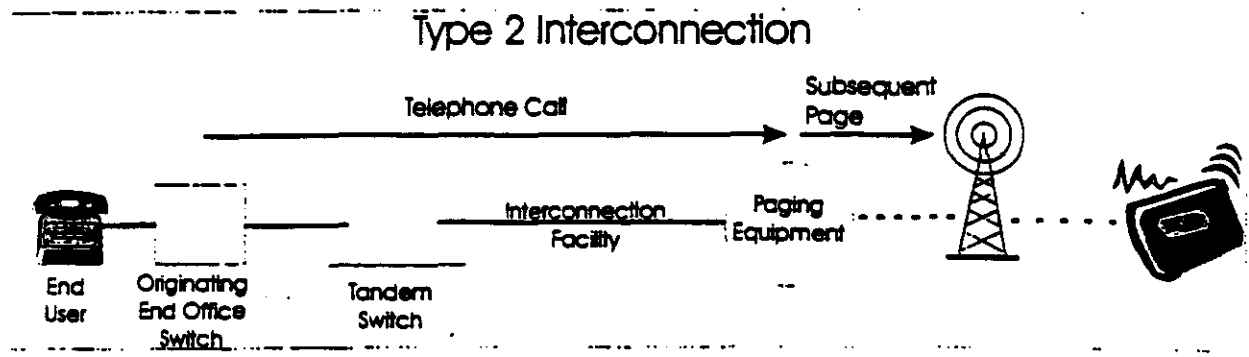 Type 2 Interconnection
Telephone Call
Subsequent
Page
Interconnection
Facility
Paging
Equipment
End
User
Originating
End Office
Switch
Tandem
Switch